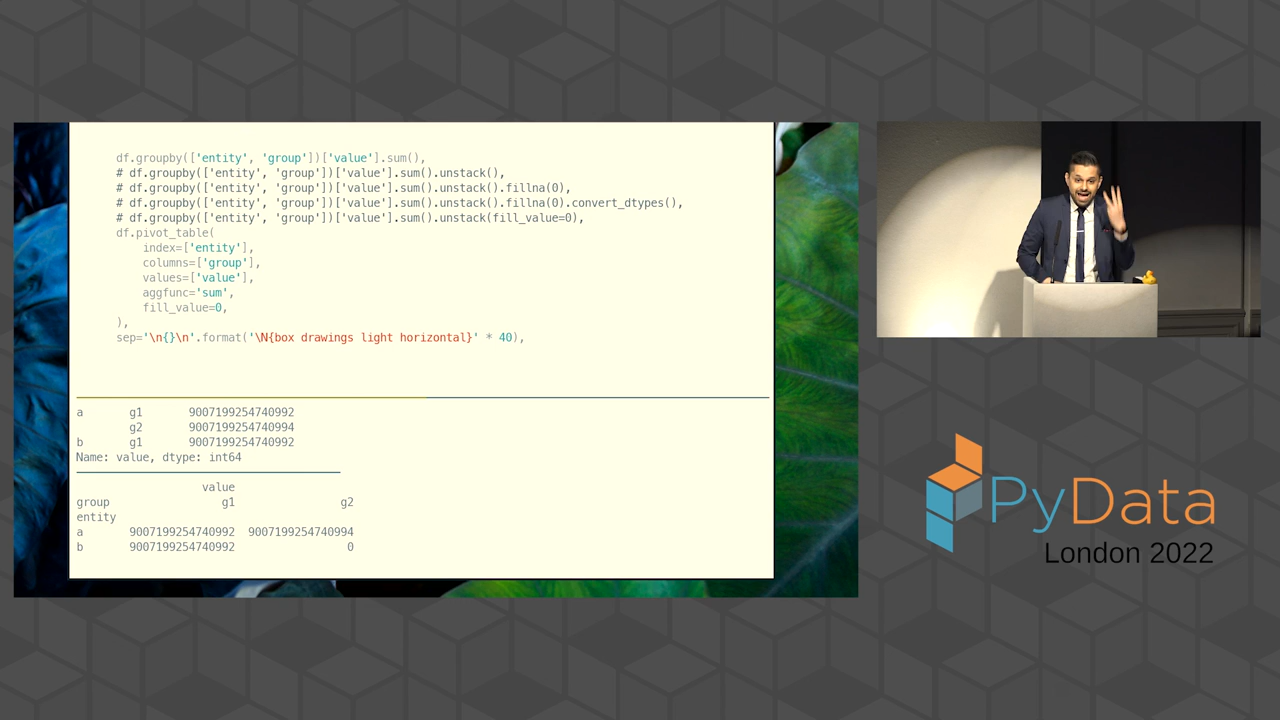 df.groupby(['entity', 'group'])['value'].sum(),
# df.groupby(['entity', 'group'])['value'].sum().unstack(),
# df.groupby(['entity', 'group'])['value'].sum().unstack().fillna(0),
# df.groupby(['entity', 'group'])['value'].sum().unstack().fillna(0).convert_dtypes(),
# df.groupby(['entity', 'group'])['value'].sum().unstack(fill_value=0),
df.pivot_table(
    index=['entity'],
    columns=['group'],
    values=['value'],
    aggfunc='sum',
    fill_value=0,
),
sep='\n{}\n'.format('\N{box drawings light horizontal}' * 40),
a       g1       9007199254740992
        g2       9007199254740994
b       g1       9007199254740992
Name: value, dtype: int64
                   value
group                 g1                g2
entity
a       9007199254740992  9007199254740994
b       9007199254740992                 0
PyData
London 2022